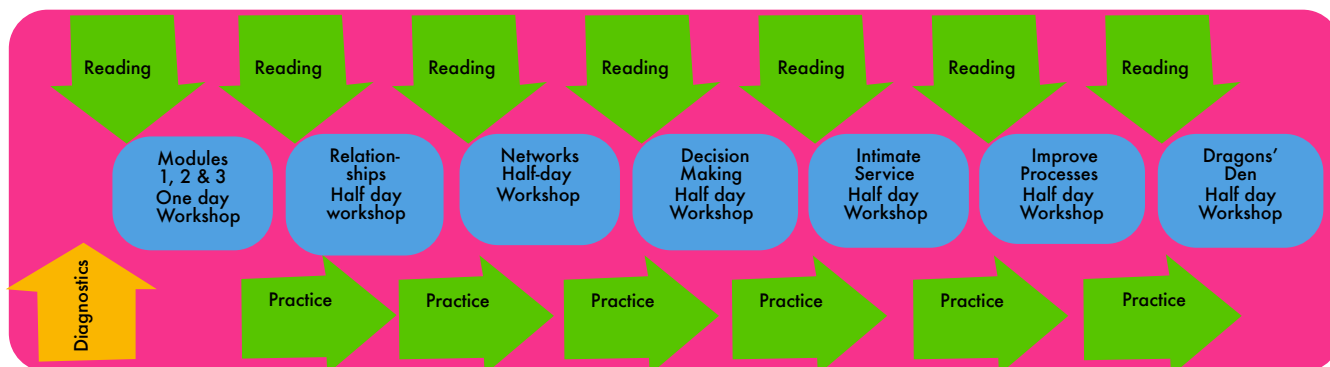 Reading
Reading
Reading
Reading
Reading
Reading
Reading
Modules
1, 2 & 3
One day
Workshop
Relation-
ships
Half day
workshop
Networks
Half-day
Workshop
Decision
Making
Half day
Workshop
Intimate
Service
Half day
Workshop
Improve
Processes
Half day
Workshop
Dragons’
Den
Half day
Workshop
Diagnostics
Practice
Practice
Practice
Practice
Practice
Practice